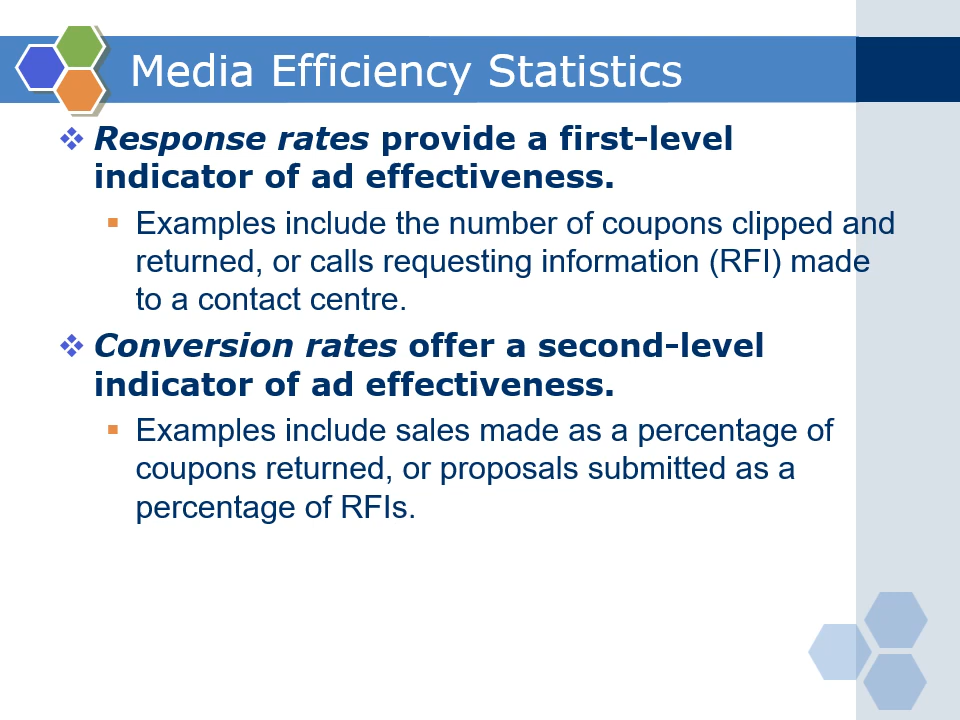 Media Efficiency Statistics
Response rates provide a first-level
indicator of ad effectiveness.
Examples include the number of coupons clipped and
returned, or calls requesting information (RFI) made
to a contact centre.
Conversion rates offer a second-level
indicator of ad effectiveness.
Examples include sales made as a percentage of
coupons returned, or proposals submitted as a
percentage of RFIs.